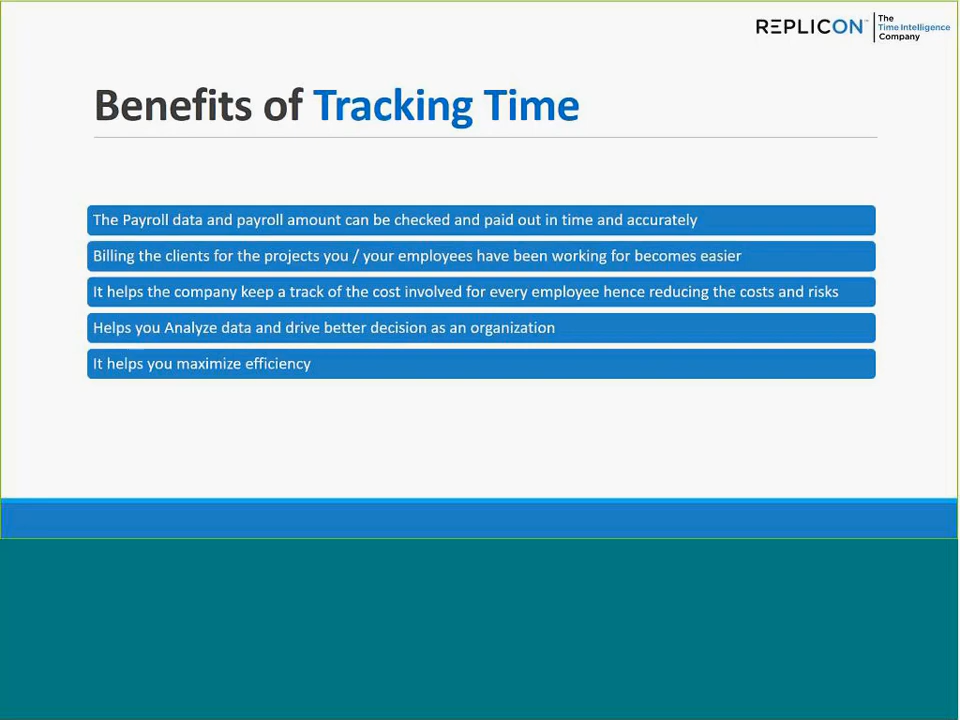 REPLICON™
The
Time Intelligence
Company
Benefits of Tracking Time
The Payroll data and payroll amount can be checked and paid out in time and accurately
Billing the clients for the projects you / your employees have been working for becomes easier
It helps the company keep a track of the cost involved for every employee hence reducing the costs and risks
Helps you Analyze data and drive better decision as an organization
It helps you maximize efficiency